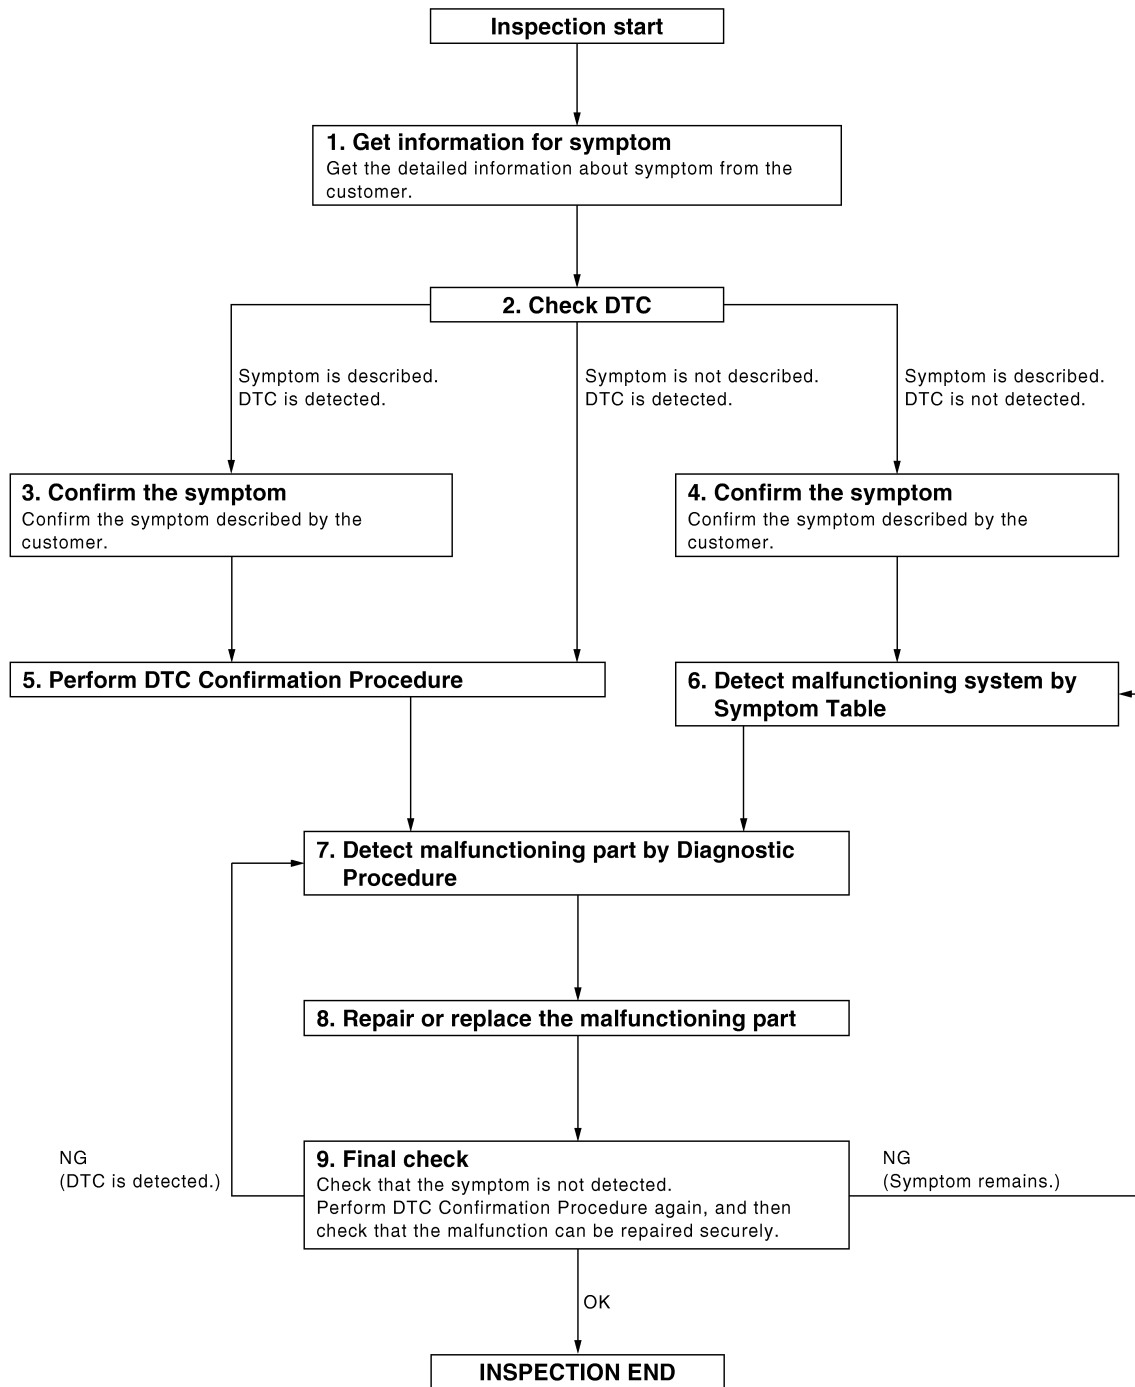 Inspection start
1. Get information for symptom
Get the detailed information about symptom from the
customer.
2. Check DTC
Symptom is described.
DTC is detected.
Symptom is not described.
DTC is detected.
Symptom is described.
DTC is not detected.
3. Confirm the symptom
Confirm the symptom described by the
customer.
4. Confirm the symptom
Confirm the symptom described by the
customer.
5. Perform DTC Confirmation Procedure
6. Detect malfunctioning system by
Symptom Table
7. Detect malfunctioning part by Diagnostic
Procedure
8. Repair or replace the malfunctioning part
NG
(DTC is detected.)
9. Final check
Check that the symptom is not detected.
Perform DTC Confirmation Procedure again, and then
check that the malfunction can be repaired securely.
NG
(Symptom remains.)
OK
INSPECTION END